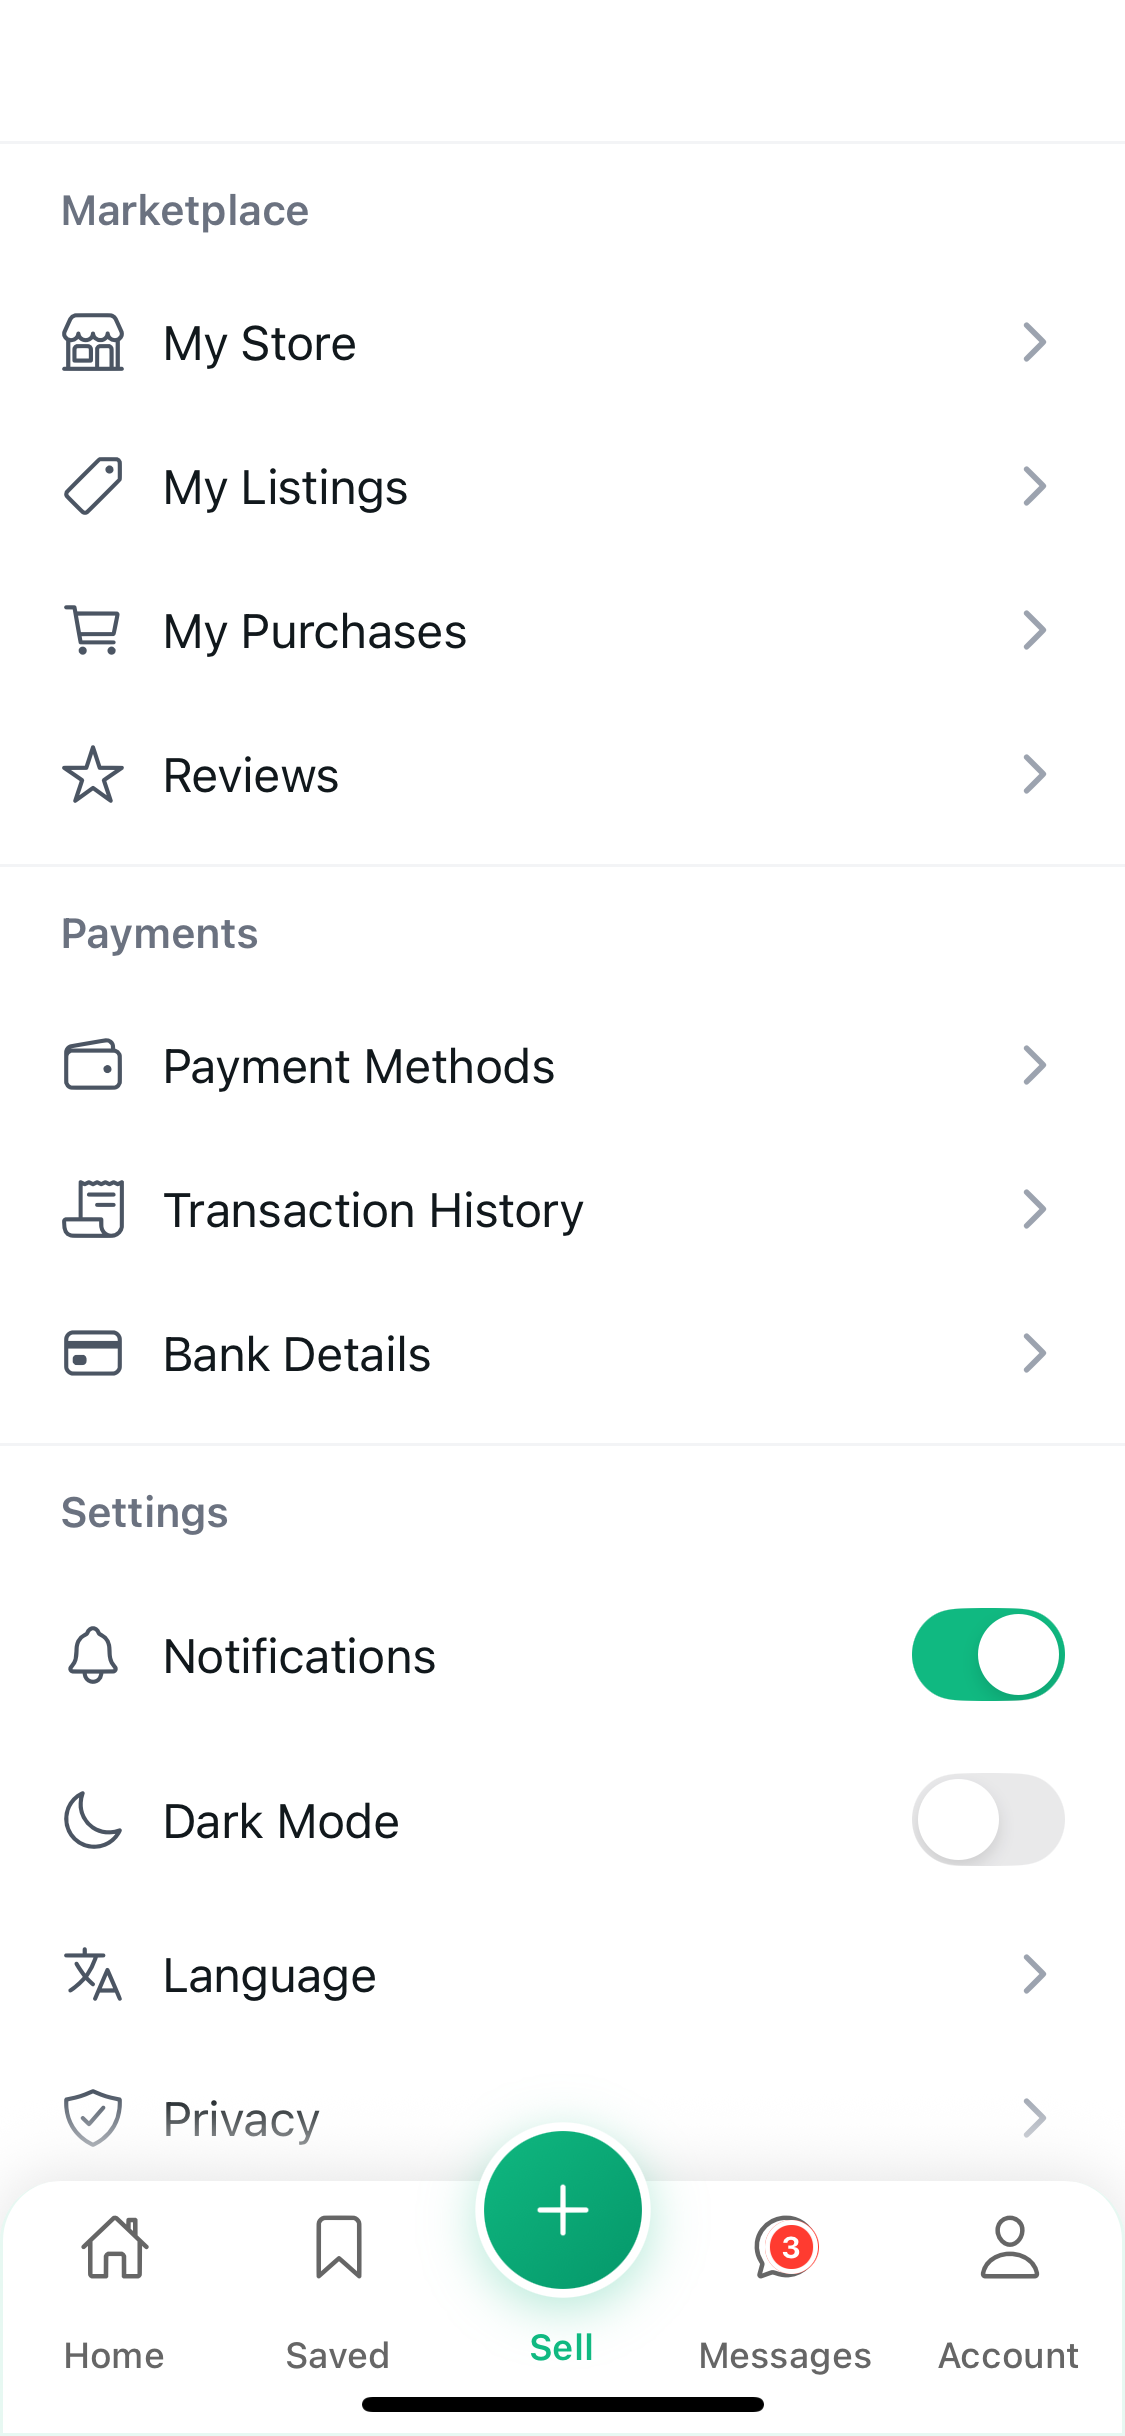 Marketplace
My Store
My Listings
My Purchases
Reviews
Payments
Payment Methods
Transaction History
Bank Details
Settings
Notifications
Dark Mode
Language
Privacy
3
Home
Saved
Sell
Messages
Account